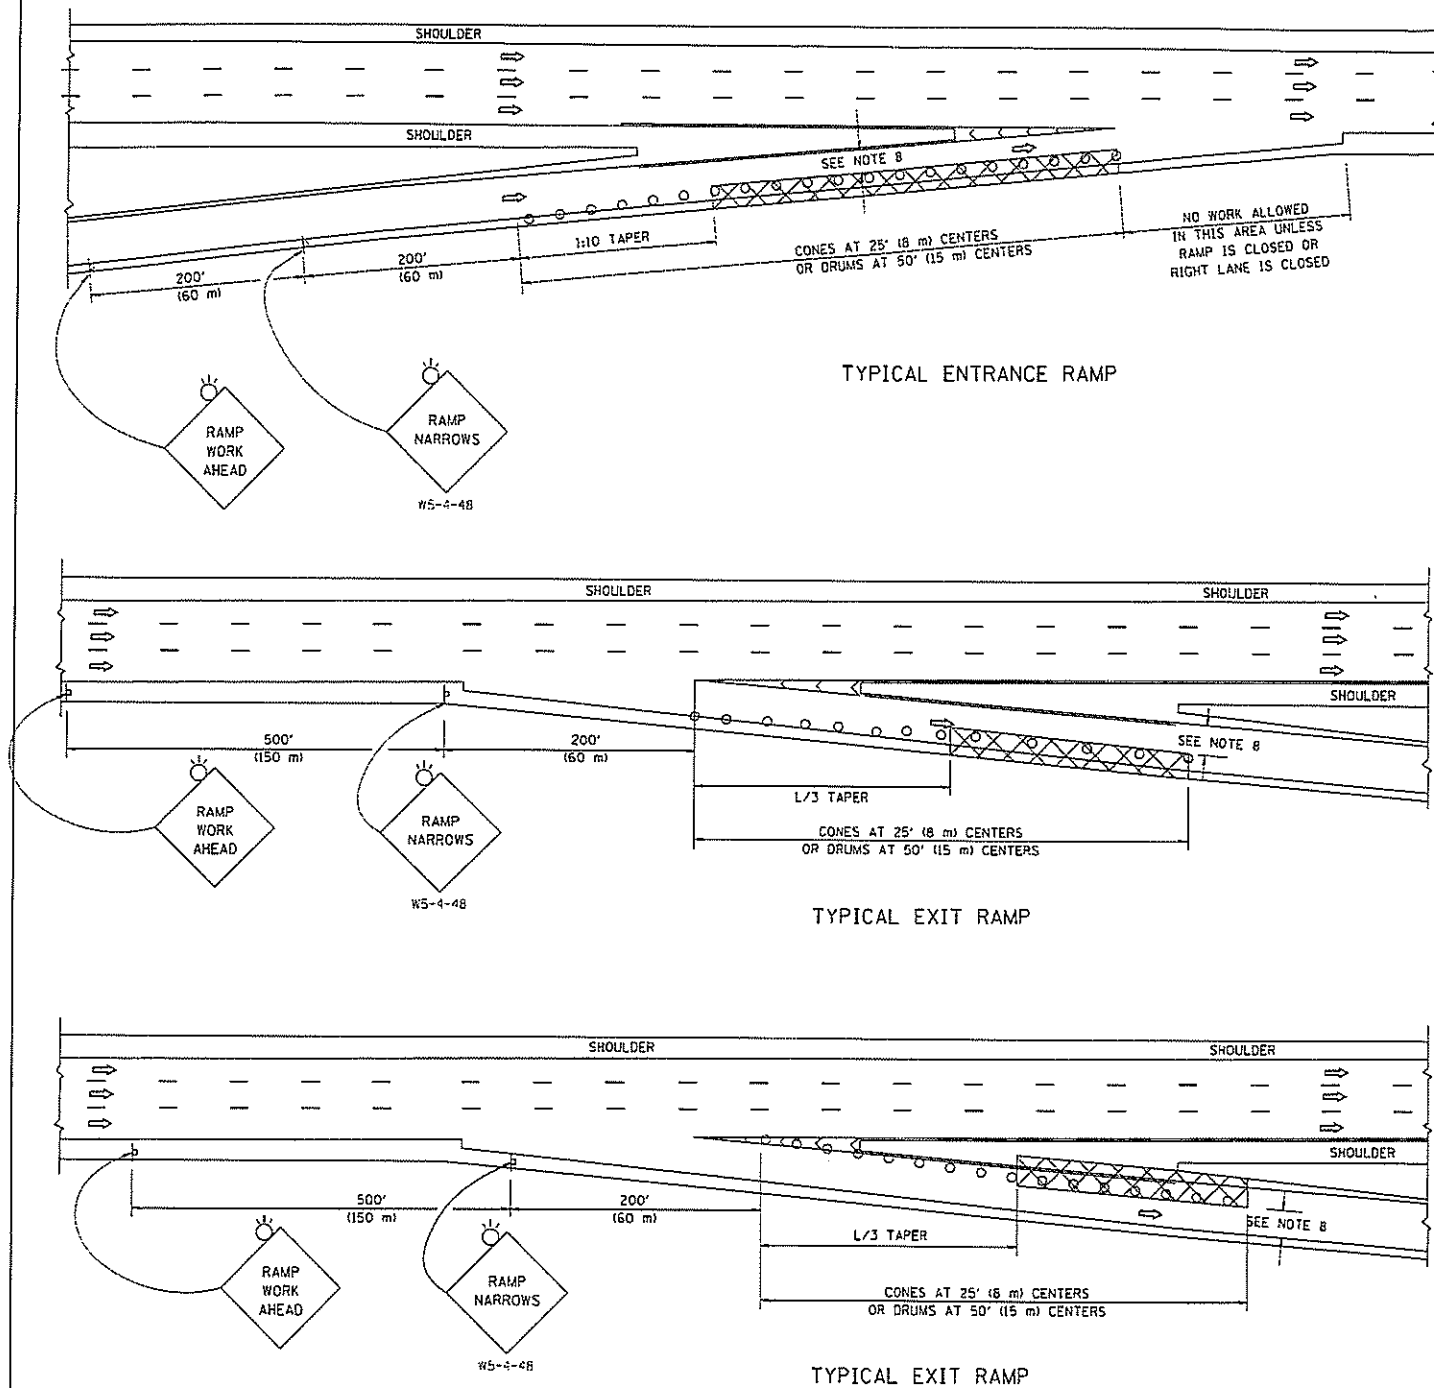 SHOULDER
SHOULDER
SEE NOTE 8
1:10 TAPER
200'
(60 m)
200'
(60 m)
CONES AT 25' (8 m) CENTERS
OR DRUMS AT 50' (15 m) CENTERS
NO WORK ALLOWED
IN THIS AREA UNLESS
RAMP IS CLOSED OR
RIGHT LANE IS CLOSED
TYPICAL ENTRANCE RAMP
RAMP
WORK
AHEAD
RAMP
NARROWS
W5-4-48
SHOULDER
SHOULDER
SHOULDER
SEE NOTE 8
500'
(150 m)
200'
(60 m)
L/3 TAPER
RAMP
WORK
AHEAD
RAMP
NARROWS
W5-4-48
CONES AT 25' (8 m) CENTERS
OR DRUMS AT 50' (15 m) CENTERS
TYPICAL EXIT RAMP
SHOULDER
SHOULDER
SHOULDER
500'
(150 m)
200'
(60 m)
SEE NOTE 8
L/3 TAPER
RAMP
WORK
AHEAD
RAMP
NARROWS
W5-4-48
CONES AT 25' (8 m) CENTERS
OR DRUMS AT 50' (15 m) CENTERS
TYPICAL EXIT RAMP